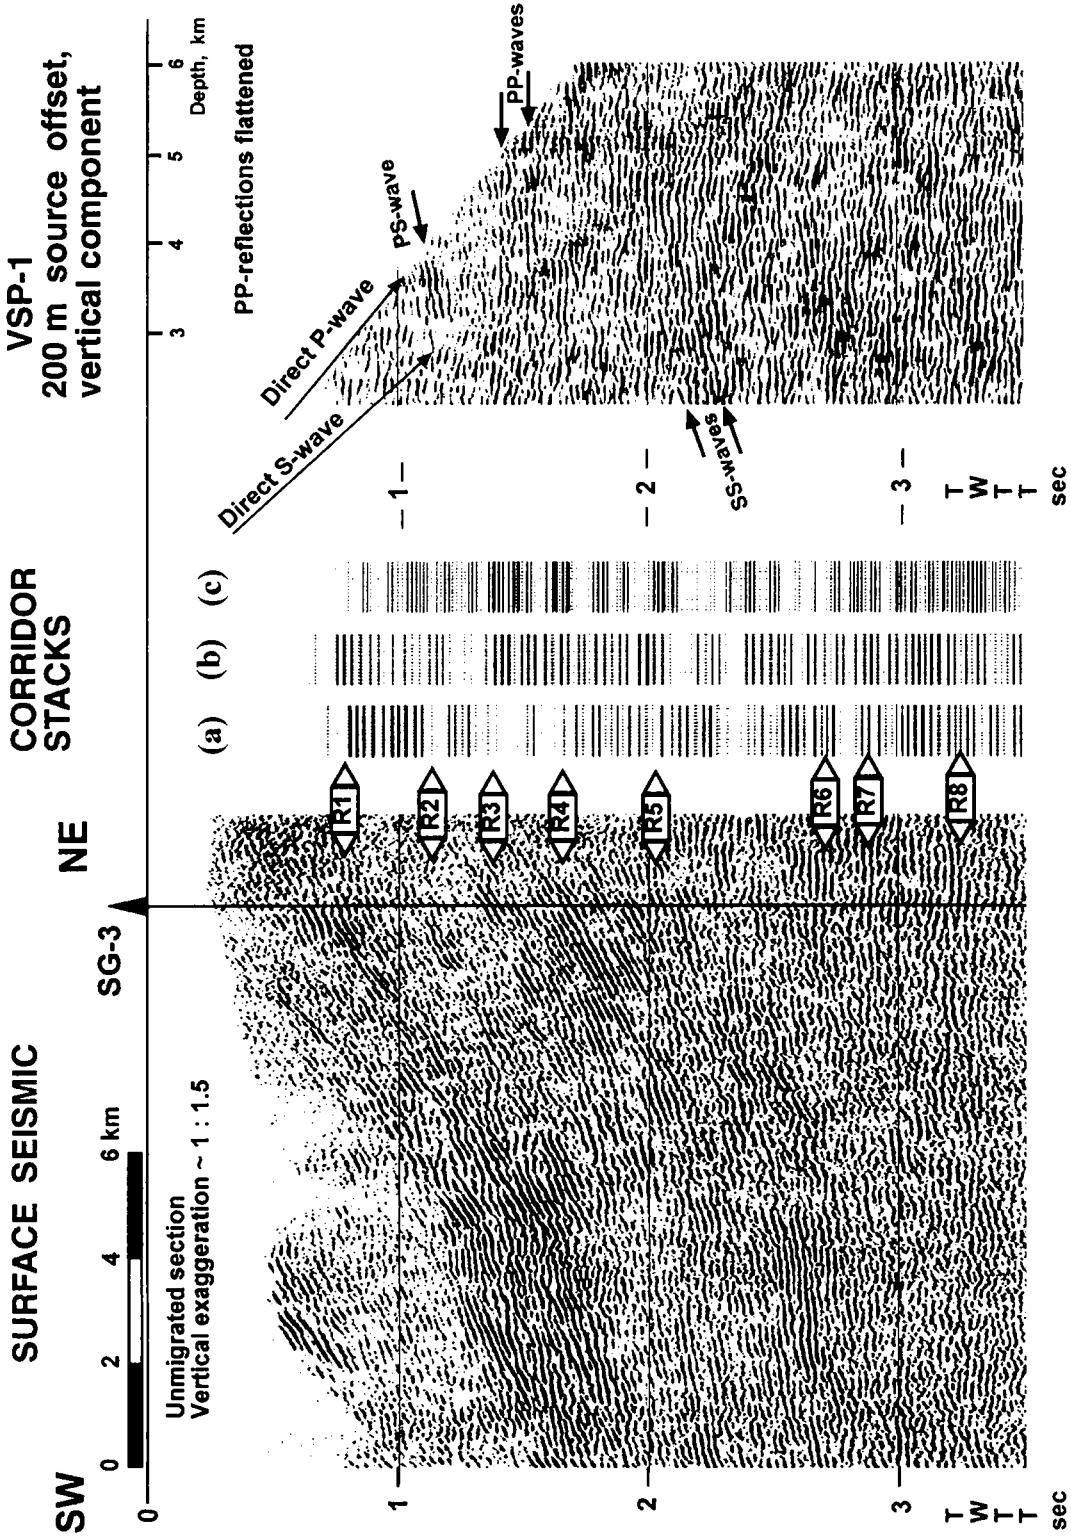 SURFACE SEISMIC
CORRIDOR
STACKS
VSP-1
200 m source offset,
vertical component
SW
0
2
4
6 km
SG-3
NE
Unmigrated section
Vertical exaggeration ~ 1 : 1.5
(a)
(b)
(c)
3
4
5
6
Depth, km
PP-reflections flattened
Direct P-wave
Direct S-wave
PS-wave
PP-waves
SS-waves
0
1
2
3
T W T T
sec
R1
R2
R3
R4
R5
R6
R7
R8
1
2
3
T W T T
sec